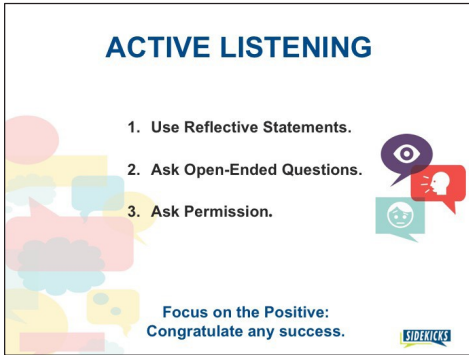 ACTIVE LISTENING
1. Use Reflective Statements.
2. Ask Open-Ended Questions.
3. Ask Permission.
Focus on the Positive:
Congratulate any success.
SIDEKICKS